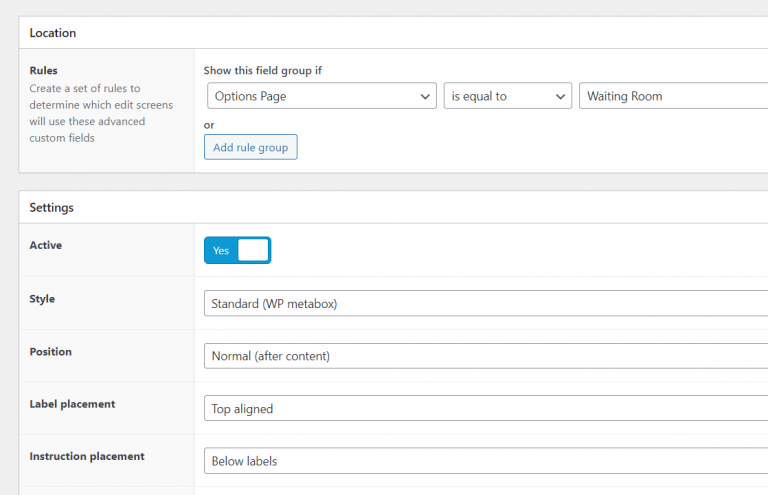 Location
Rules
Create a set of rules to
determine which edit screens
will use these advanced
custom fields
Show this field group if
Options Page
is equal to
Waiting Room
or
Add rule group
Settings
Active
Yes
Style
Standard (WP metabox)
Position
Normal (after content)
Label placement
Top aligned
Instruction placement
Below labels